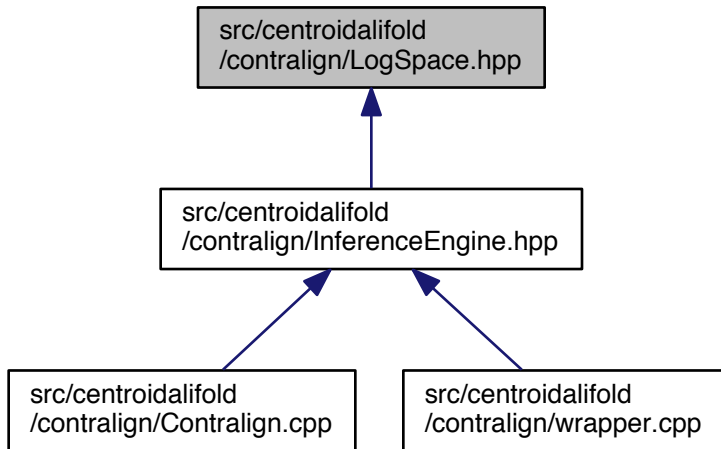 src/centroidalifold
/contralign/LogSpace.hpp
src/centroidalifold
/contralign/InferenceEngine.hpp
src/centroidalifold
/contralign/Contralign.cpp
src/centroidalifold
/contralign/wrapper.cpp